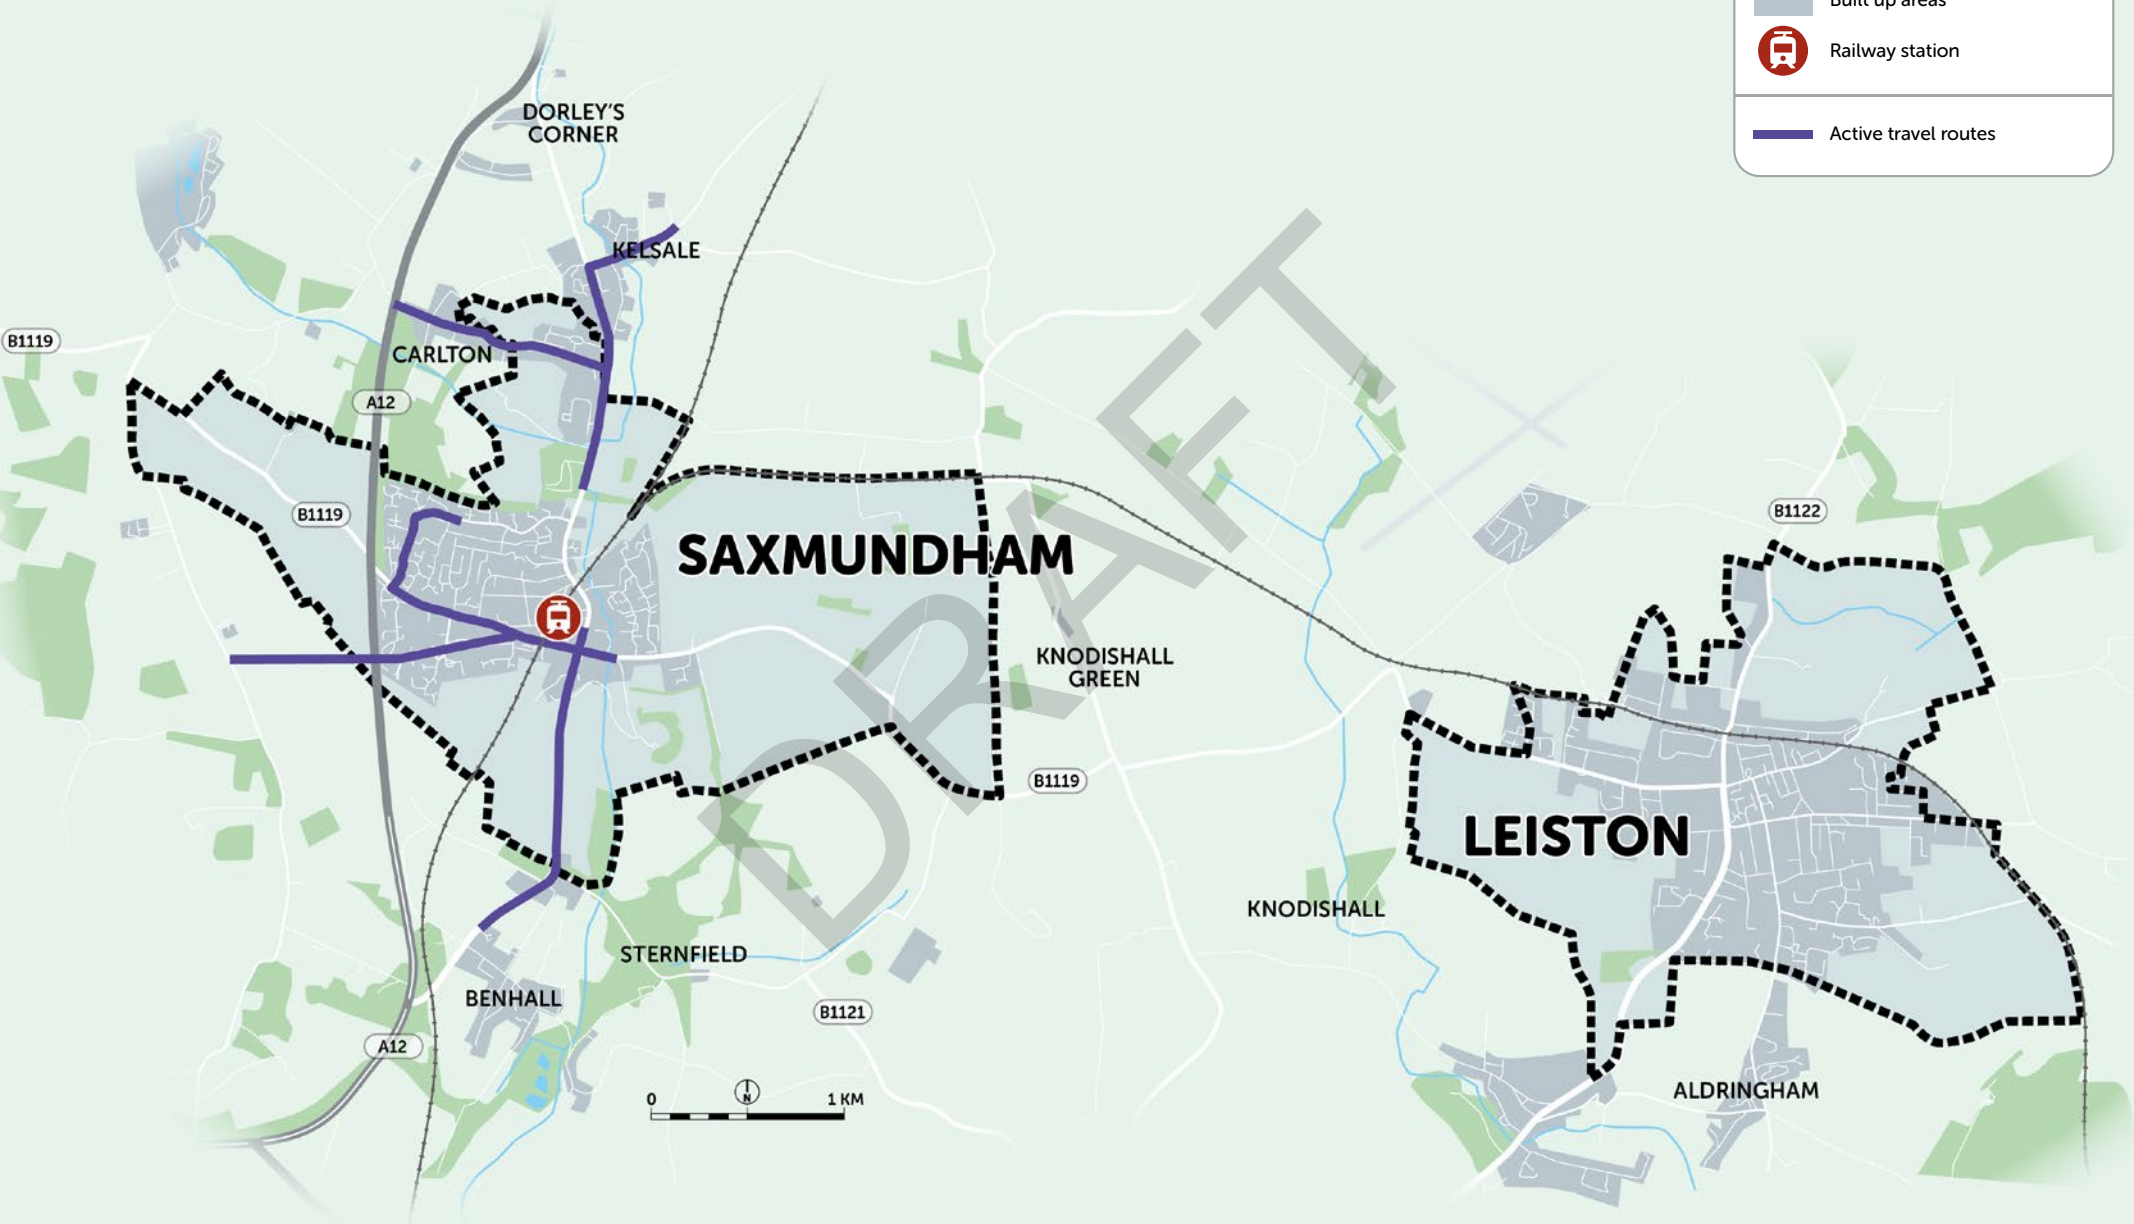 Built up areas
Railway station
Active travel routes
DORLEY'S
CORNER
KELSALE
B1119
CARLTON
A12
B1119
SAXMUNDHAM
B1122
KNODISHALL
GREEN
B1119
LEISTON
KNODISHALL
STERNFIELD
BENHALL
B1121
A12
0
N
1 KM
ALDRINGHAM
DRAFT